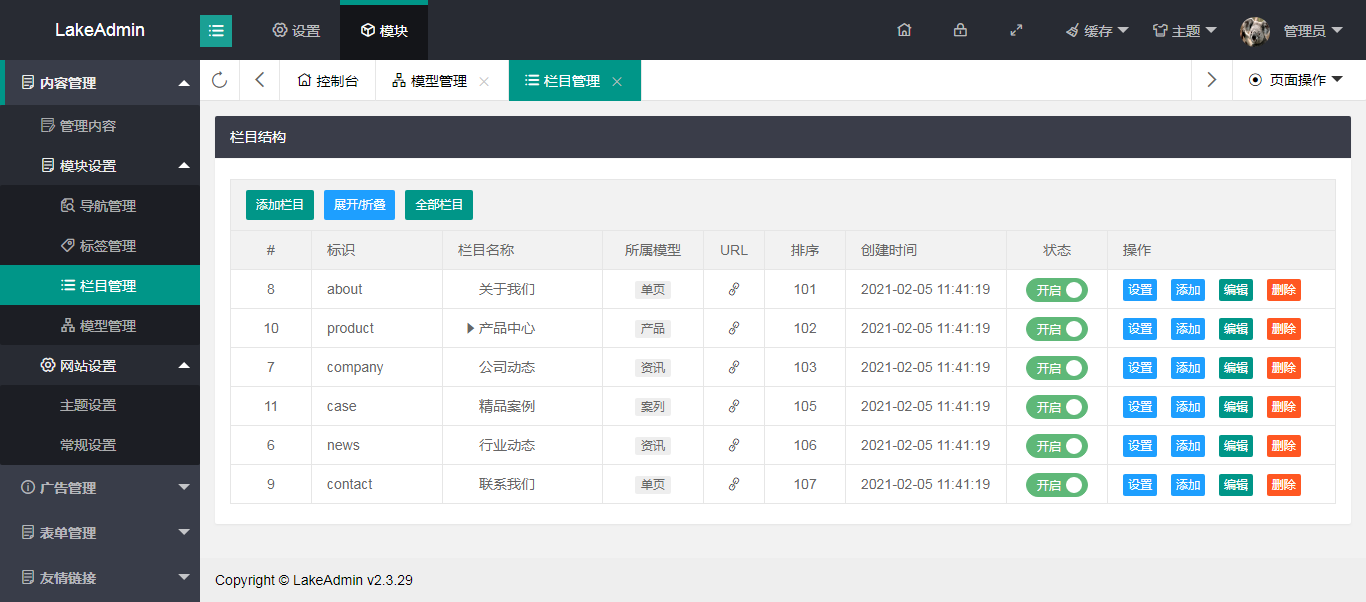 LakeAdmin 设置 模块 缓存 主题 管理员
内容管理 控制台 模型管理 栏目管理 页面操作
管理内容
模块设置
导航管理
标签管理
栏目管理
模型管理
网站设置
主题设置
常规设置
广告管理
表单管理
友情链接
栏目结构
添加栏目 展开/折叠 全部栏目
# 标识 栏目名称 所属模型 URL 排序 创建时间 状态 操作
8 about 关于我们 单页 101 2021-02-05 11:41:19 开启 设置 添加 编辑 删除
10 product 产品中心 产品 102 2021-02-05 11:41:19 开启 设置 添加 编辑 删除
7 company 公司动态 资讯 103 2021-02-05 11:41:19 开启 设置 添加 编辑 删除
11 case 精品案例 案列 105 2021-02-05 11:41:19 开启 设置 添加 编辑 删除
6 news 行业动态 资讯 106 2021-02-05 11:41:19 开启 设置 添加 编辑 删除
9 contact 联系我们 单页 107 2021-02-05 11:41:19 开启 设置 添加 编辑 删除
Copyright © LakeAdmin v2.3.29